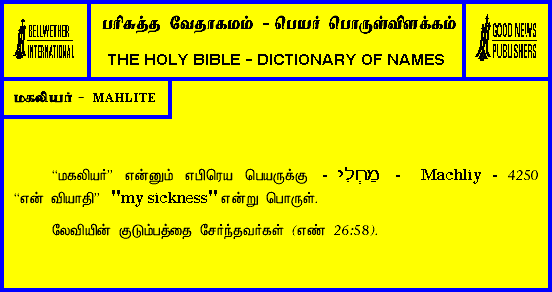 BELLWETHER
INTERNATIONAL
பரிசுத்த வேதாகமம் - பெயர் பொருள்விளக்கம்
THE HOLY BIBLE - DICTIONARY OF NAMES
GOOD NEWS
PUBLISHERS
மகலியர் - MAHLITE
“மகலியர்” என்னும் எபிரெய பெயருக்கு - מַחְלִי - Machliy - 4250
“என் வியாதி” "my sickness" என்று பொருள்.
லேவியின் குடும்பத்தை சேர்ந்தவர்கள் (எண் 26:58).